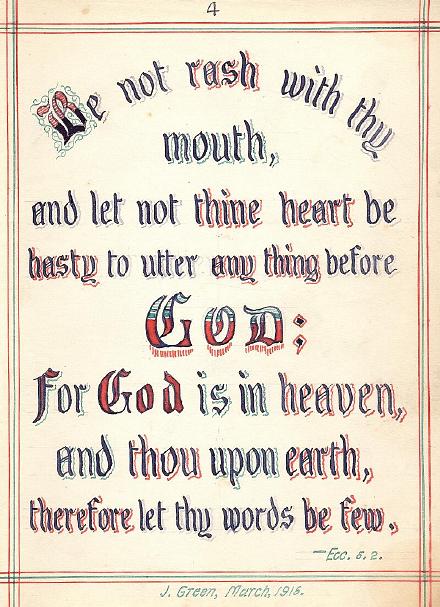 4
Be not rash with thy
mouth,
and let not thine heart be
hasty to utter any thing before
GOD:
For God is in heaven,
and thou upon earth,
therefore let thy words be few.
—Ecc. 5. 2.
J. Green, March, 1915.